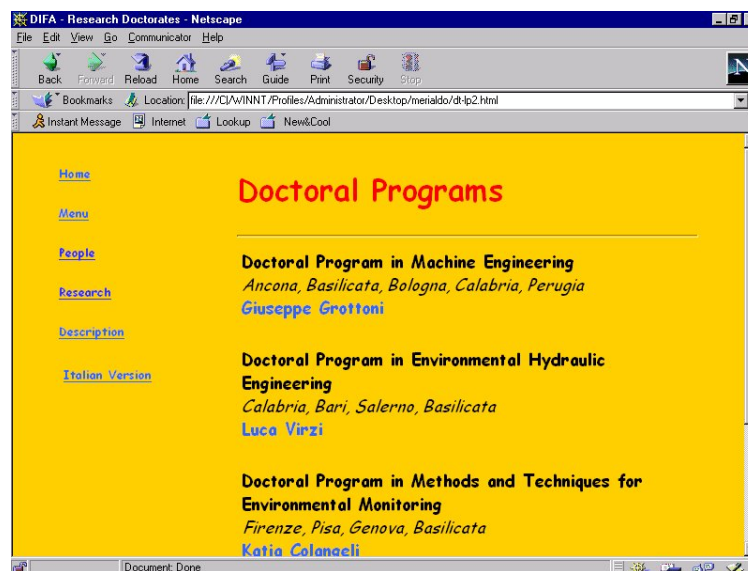 DIFA - Research Doctorates - Netscape
File Edit View Go Communicator Help
Back Forward Reload Home Search Guide Print Security Stop
N
Bookmarks Location: file:///C|/WINNT/Profiles/Administrator/Desktop/merialdo/dt-lp2.html
Instant Message Internet Lookup New&Cool
Home
Menu
People
Research
Description
Italian Version
Doctoral Programs
Doctoral Program in Machine Engineering
Ancona, Basilicata, Bologna, Calabria, Perugia
Giuseppe Grottoni
Doctoral Program in Environmental Hydraulic
Engineering
Calabria, Bari, Salerno, Basilicata
Luca Virzi
Doctoral Program in Methods and Techniques for
Environmental Monitoring
Firenze, Pisa, Genova, Basilicata
Katia Colangeli
Document: Done